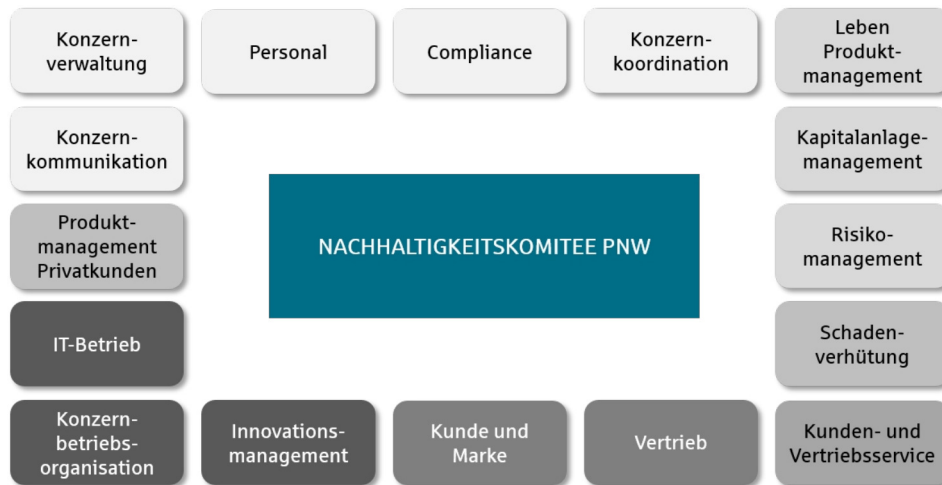 Konzern-
verwaltung
Personal
Compliance
Konzern-
koordination
Leben
Produkt-
management
Konzern-
kommunikation
Kapitalanlage-
management
Produkt-
management
Privatkunden
NACHHALTIGKEITSKOMITEE PNW
Risiko-
management
IT-Betrieb
Schaden-
verhütung
Konzern-
betriebs-
organisation
Innovations-
management
Kunde und
Marke
Vertrieb
Kunden- und
Vertriebsservice